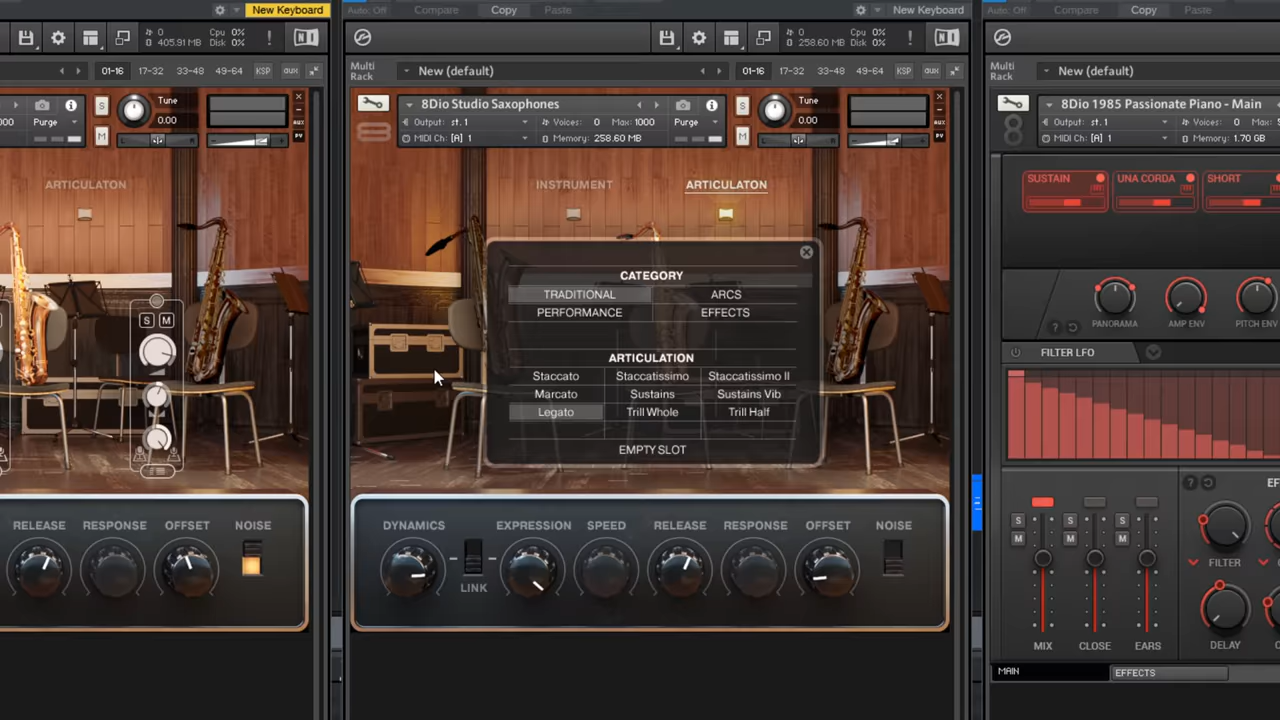 New Keyboard
0
405.91 MB
Cpu 0%
Disk 0%
!
01-16 17-32 33-48 49-64 KSP aux
000
Purge
S
M
Tune
0.00
aux
PV
ARTICULATON
S M
RELEASE RESPONSE OFFSET NOISE
Auto: Off Compare Copy Paste New Keyboard
0
258.60 MB
Cpu 0%
Disk 0%
!
Multi
Rack
New (default)
01-16 17-32 33-48 49-64 KSP aux
8Dio Studio Saxophones
Output: st.1 Voices: 0 Max: 1000 Purge
MIDI Ch: [A] 1 Memory: 258.60 MB
S
M
Tune
0.00
aux
PV
INSTRUMENT ARTICULATON
CATEGORY
TRADITIONAL ARCS
PERFORMANCE EFFECTS
ARTICULATION
Staccato Staccatissimo Staccatissimo II
Marcato Sustains Sustains Vib
Legato Trill Whole Trill Half
EMPTY SLOT
DYNAMICS EXPRESSION SPEED RELEASE RESPONSE OFFSET NOISE
LINK
Auto: Off Compare Copy Paste
Multi
Rack
New (default)
8Dio 1985 Passionate Piano - Main
Output: st.1 Voices: 0 Max:
MIDI Ch: [A] 1 Memory: 1.70 GB
SUSTAIN UNA CORDA SHORT
? PANORAMA AMP ENV PITCH ENV
FILTER LFO
? EF
S S S
M M M
FILTER
MIX CLOSE EARS DELAY
MAIN EFFECTS